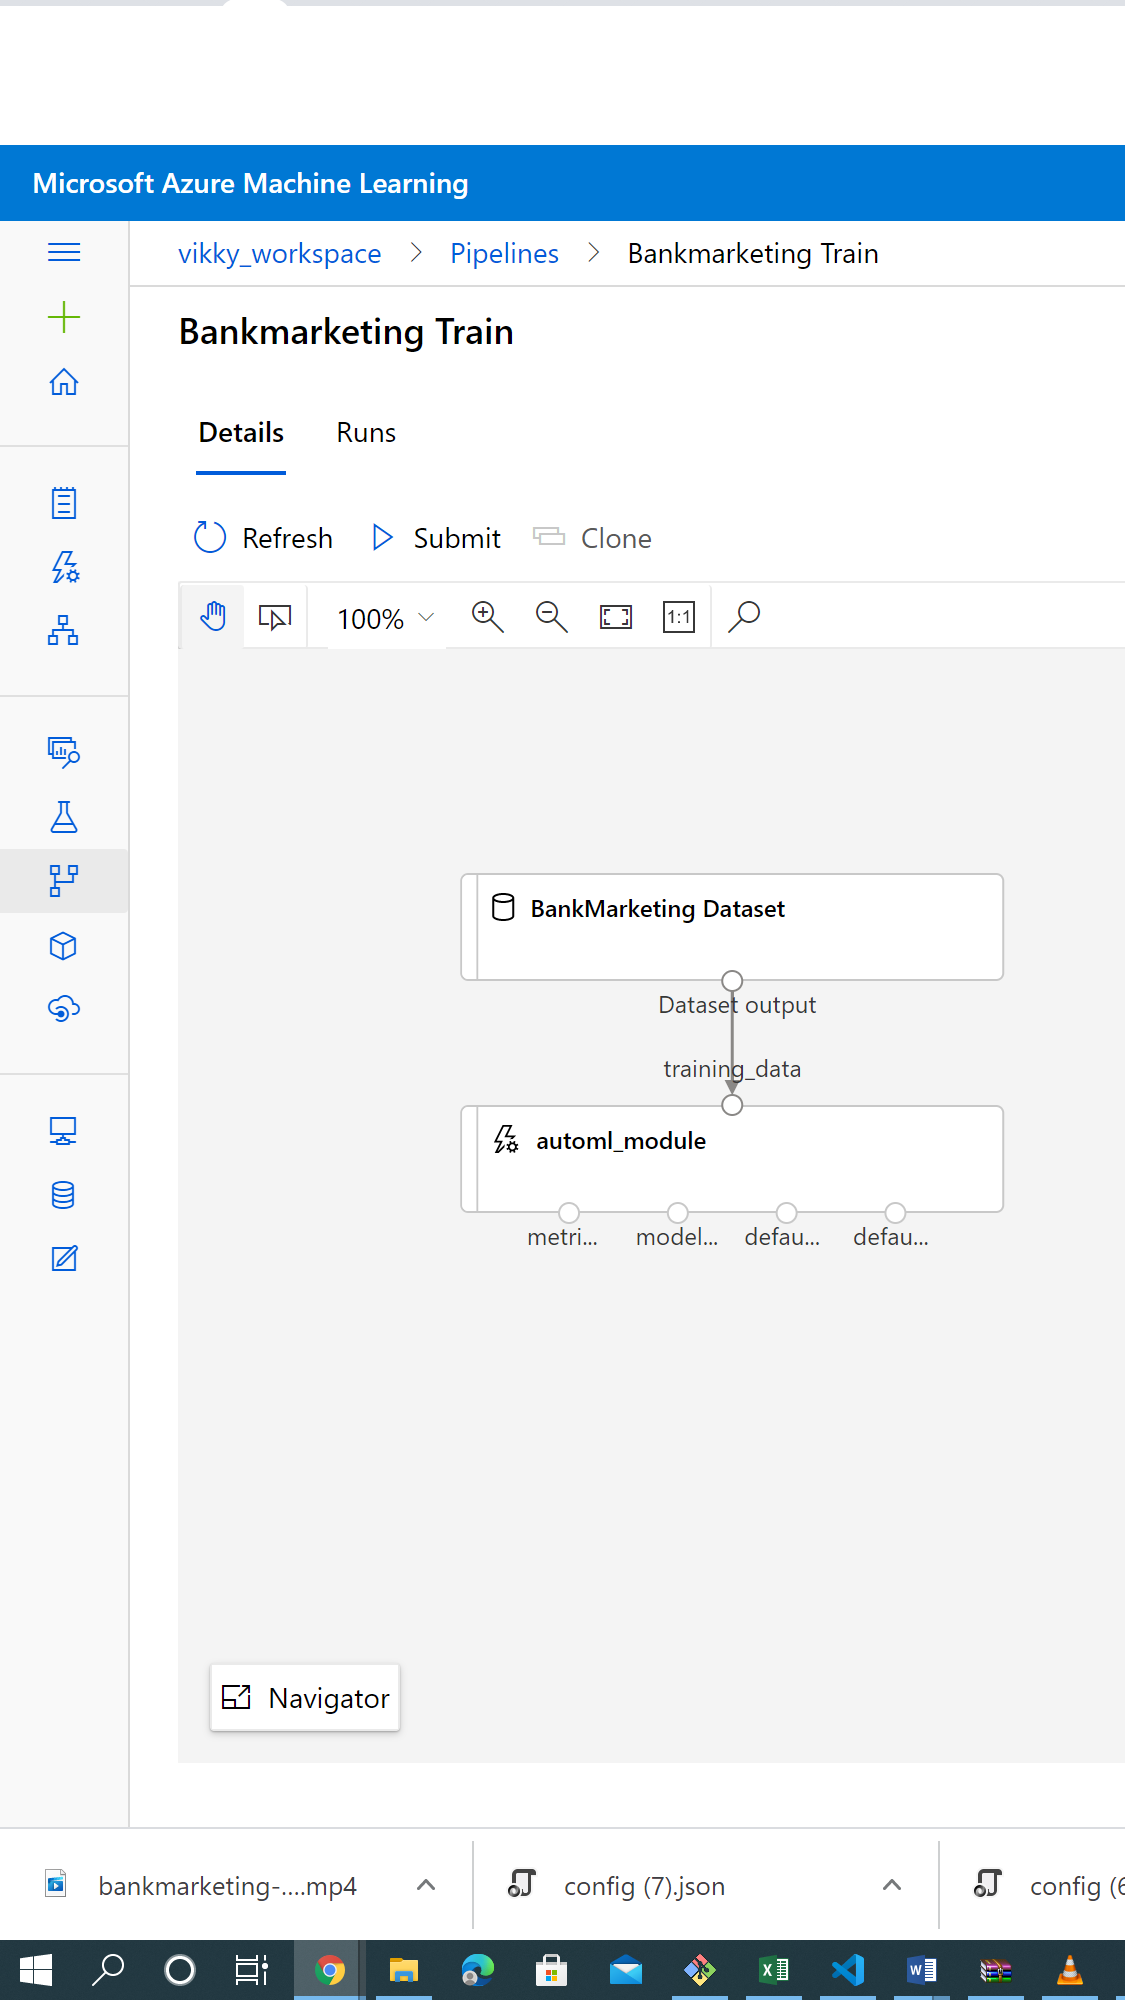 Microsoft Azure Machine Learning
vikky_workspace > Pipelines > Bankmarketing Train
Bankmarketing Train
Details Runs
Refresh Submit Clone
100% 1:1
BankMarketing Dataset
Dataset output
training_data
automl_module
metri... model... defau... defau...
Navigator
bankmarketing-....mp4 config (7).json config (6